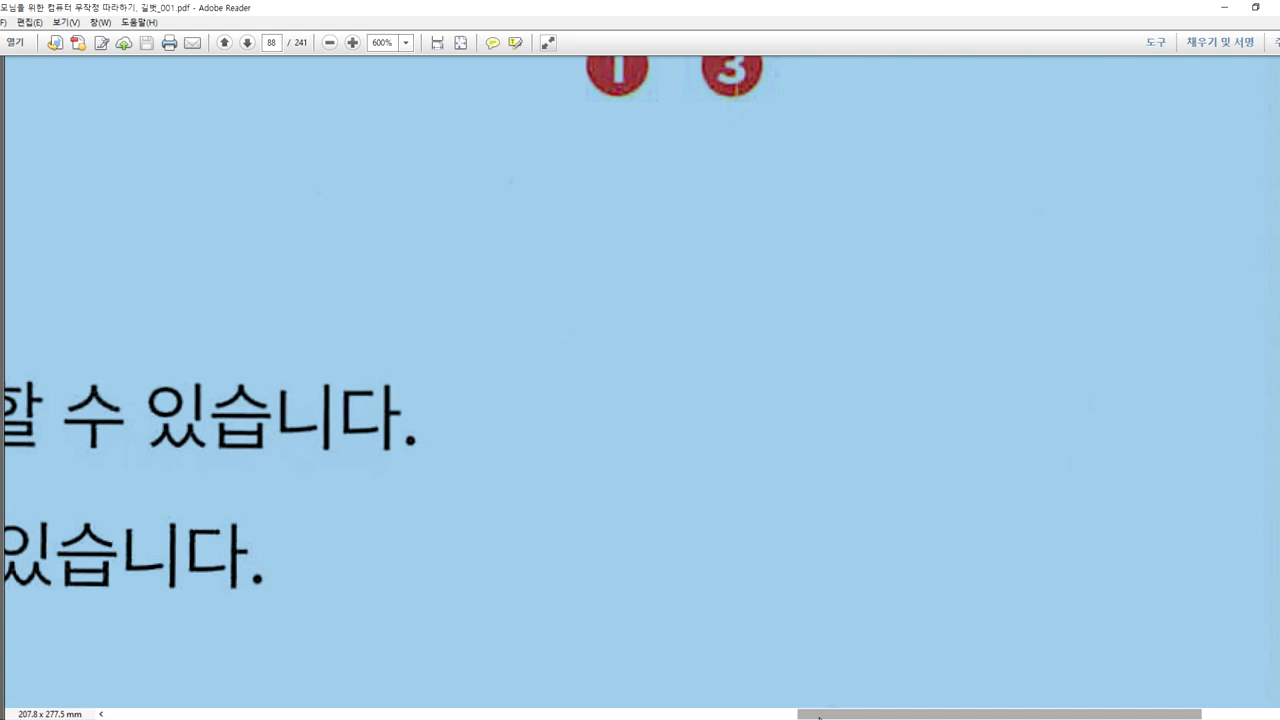 모님을 위한 컴퓨터 무작정 따라하기, 길벗_001.pdf - Adobe Reader
F) 편집(E) 보기(V) 창(W) 도움말(H)
열기 88 / 241 600% 도구 채우기 및 서명
1 3
할 수 있습니다.
있습니다.
207.8 x 277.5 mm